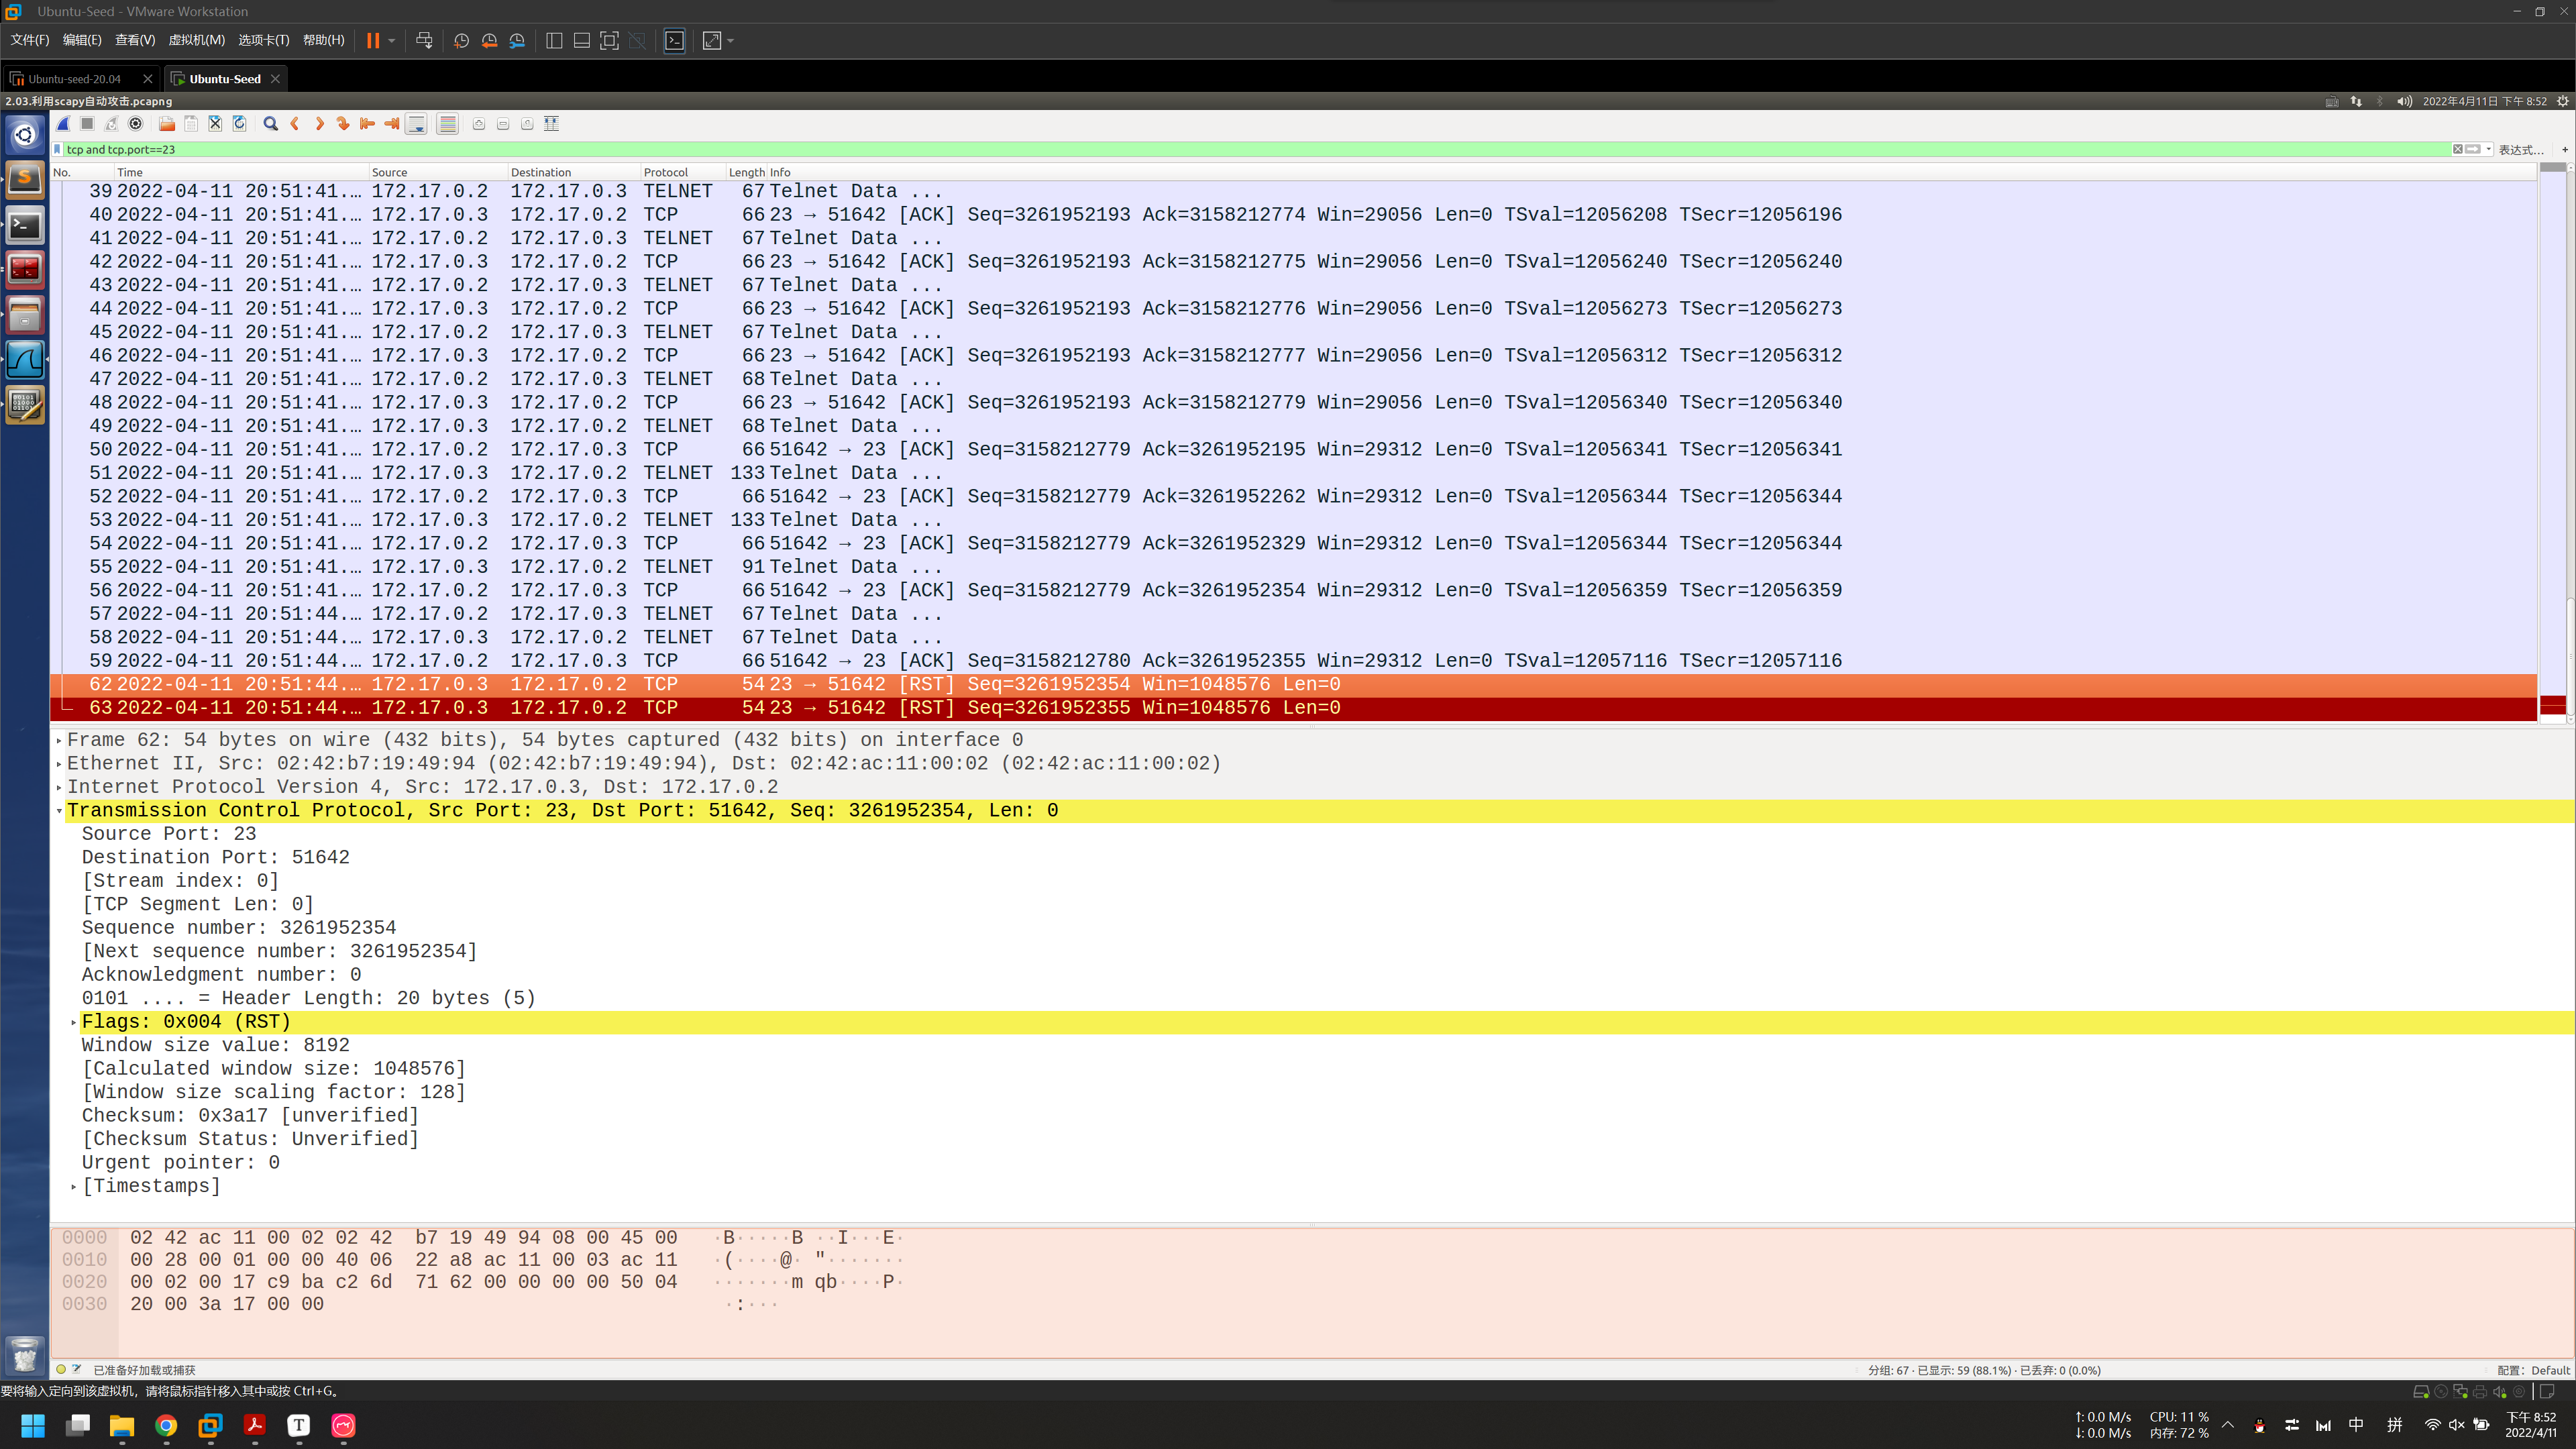 Ubuntu-Seed - VMware Workstation
文件(F) 编辑(E) 查看(V) 虚拟机(M) 选项卡(T) 帮助(H)
Ubuntu-seed-20.04 Ubuntu-Seed
2.03.利用scapy自动攻击.pcapng 2022年4月11日 下午 8:52
tcp and tcp.port==23 表达式… +
No. Time Source Destination Protocol Length Info
39 2022-04-11 20:51:41.… 172.17.0.2 172.17.0.3 TELNET 67 Telnet Data ...
40 2022-04-11 20:51:41.… 172.17.0.3 172.17.0.2 TCP 66 23 → 51642 [ACK] Seq=3261952193 Ack=3158212774 Win=29056 Len=0 TSval=12056208 TSecr=12056196
41 2022-04-11 20:51:41.… 172.17.0.2 172.17.0.3 TELNET 67 Telnet Data ...
42 2022-04-11 20:51:41.… 172.17.0.3 172.17.0.2 TCP 66 23 → 51642 [ACK] Seq=3261952193 Ack=3158212775 Win=29056 Len=0 TSval=12056240 TSecr=12056240
43 2022-04-11 20:51:41.… 172.17.0.2 172.17.0.3 TELNET 67 Telnet Data ...
44 2022-04-11 20:51:41.… 172.17.0.3 172.17.0.2 TCP 66 23 → 51642 [ACK] Seq=3261952193 Ack=3158212776 Win=29056 Len=0 TSval=12056273 TSecr=12056273
45 2022-04-11 20:51:41.… 172.17.0.2 172.17.0.3 TELNET 67 Telnet Data ...
46 2022-04-11 20:51:41.… 172.17.0.3 172.17.0.2 TCP 66 23 → 51642 [ACK] Seq=3261952193 Ack=3158212777 Win=29056 Len=0 TSval=12056312 TSecr=12056312
47 2022-04-11 20:51:41.… 172.17.0.2 172.17.0.3 TELNET 68 Telnet Data ...
48 2022-04-11 20:51:41.… 172.17.0.3 172.17.0.2 TCP 66 23 → 51642 [ACK] Seq=3261952193 Ack=3158212779 Win=29056 Len=0 TSval=12056340 TSecr=12056340
49 2022-04-11 20:51:41.… 172.17.0.3 172.17.0.2 TELNET 68 Telnet Data ...
50 2022-04-11 20:51:41.… 172.17.0.2 172.17.0.3 TCP 66 51642 → 23 [ACK] Seq=3158212779 Ack=3261952195 Win=29312 Len=0 TSval=12056341 TSecr=12056341
51 2022-04-11 20:51:41.… 172.17.0.3 172.17.0.2 TELNET 133 Telnet Data ...
52 2022-04-11 20:51:41.… 172.17.0.2 172.17.0.3 TCP 66 51642 → 23 [ACK] Seq=3158212779 Ack=3261952262 Win=29312 Len=0 TSval=12056344 TSecr=12056344
53 2022-04-11 20:51:41.… 172.17.0.3 172.17.0.2 TELNET 133 Telnet Data ...
54 2022-04-11 20:51:41.… 172.17.0.2 172.17.0.3 TCP 66 51642 → 23 [ACK] Seq=3158212779 Ack=3261952329 Win=29312 Len=0 TSval=12056344 TSecr=12056344
55 2022-04-11 20:51:41.… 172.17.0.3 172.17.0.2 TELNET 91 Telnet Data ...
56 2022-04-11 20:51:41.… 172.17.0.2 172.17.0.3 TCP 66 51642 → 23 [ACK] Seq=3158212779 Ack=3261952354 Win=29312 Len=0 TSval=12056359 TSecr=12056359
57 2022-04-11 20:51:44.… 172.17.0.2 172.17.0.3 TELNET 67 Telnet Data ...
58 2022-04-11 20:51:44.… 172.17.0.3 172.17.0.2 TELNET 67 Telnet Data ...
59 2022-04-11 20:51:44.… 172.17.0.2 172.17.0.3 TCP 66 51642 → 23 [ACK] Seq=3158212780 Ack=3261952355 Win=29312 Len=0 TSval=12057116 TSecr=12057116
62 2022-04-11 20:51:44.… 172.17.0.3 172.17.0.2 TCP 54 23 → 51642 [RST] Seq=3261952354 Win=1048576 Len=0
63 2022-04-11 20:51:44.… 172.17.0.3 172.17.0.2 TCP 54 23 → 51642 [RST] Seq=3261952355 Win=1048576 Len=0
Frame 62: 54 bytes on wire (432 bits), 54 bytes captured (432 bits) on interface 0
Ethernet II, Src: 02:42:b7:19:49:94 (02:42:b7:19:49:94), Dst: 02:42:ac:11:00:02 (02:42:ac:11:00:02)
Internet Protocol Version 4, Src: 172.17.0.3, Dst: 172.17.0.2
Transmission Control Protocol, Src Port: 23, Dst Port: 51642, Seq: 3261952354, Len: 0
Source Port: 23
Destination Port: 51642
[Stream index: 0]
[TCP Segment Len: 0]
Sequence number: 3261952354
[Next sequence number: 3261952354]
Acknowledgment number: 0
0101 .... = Header Length: 20 bytes (5)
Flags: 0x004 (RST)
Window size value: 8192
[Calculated window size: 1048576]
[Window size scaling factor: 128]
Checksum: 0x3a17 [unverified]
[Checksum Status: Unverified]
Urgent pointer: 0
[Timestamps]
0000 02 42 ac 11 00 02 02 42 b7 19 49 94 08 00 45 00 ·B·····B ··I···E·
0010 00 28 00 01 00 00 40 06 22 a8 ac 11 00 03 ac 11 ·(····@· "·······
0020 00 02 00 17 c9 ba c2 6d 71 62 00 00 00 00 50 04 ·······m qb····P·
0030 20 00 3a 17 00 00 ·:···
已准备好加载或捕获 分组: 67 · 已显示: 59 (88.1%) · 已丢弃: 0 (0.0%) 配置: Default
要将输入定向到该虚拟机，请将鼠标指针移入其中或按 Ctrl+G。
↑: 0.0 M/s CPU: 11 % 中 拼 下午 8:52
↓: 0.0 M/s 内存: 72 % 2022/4/11